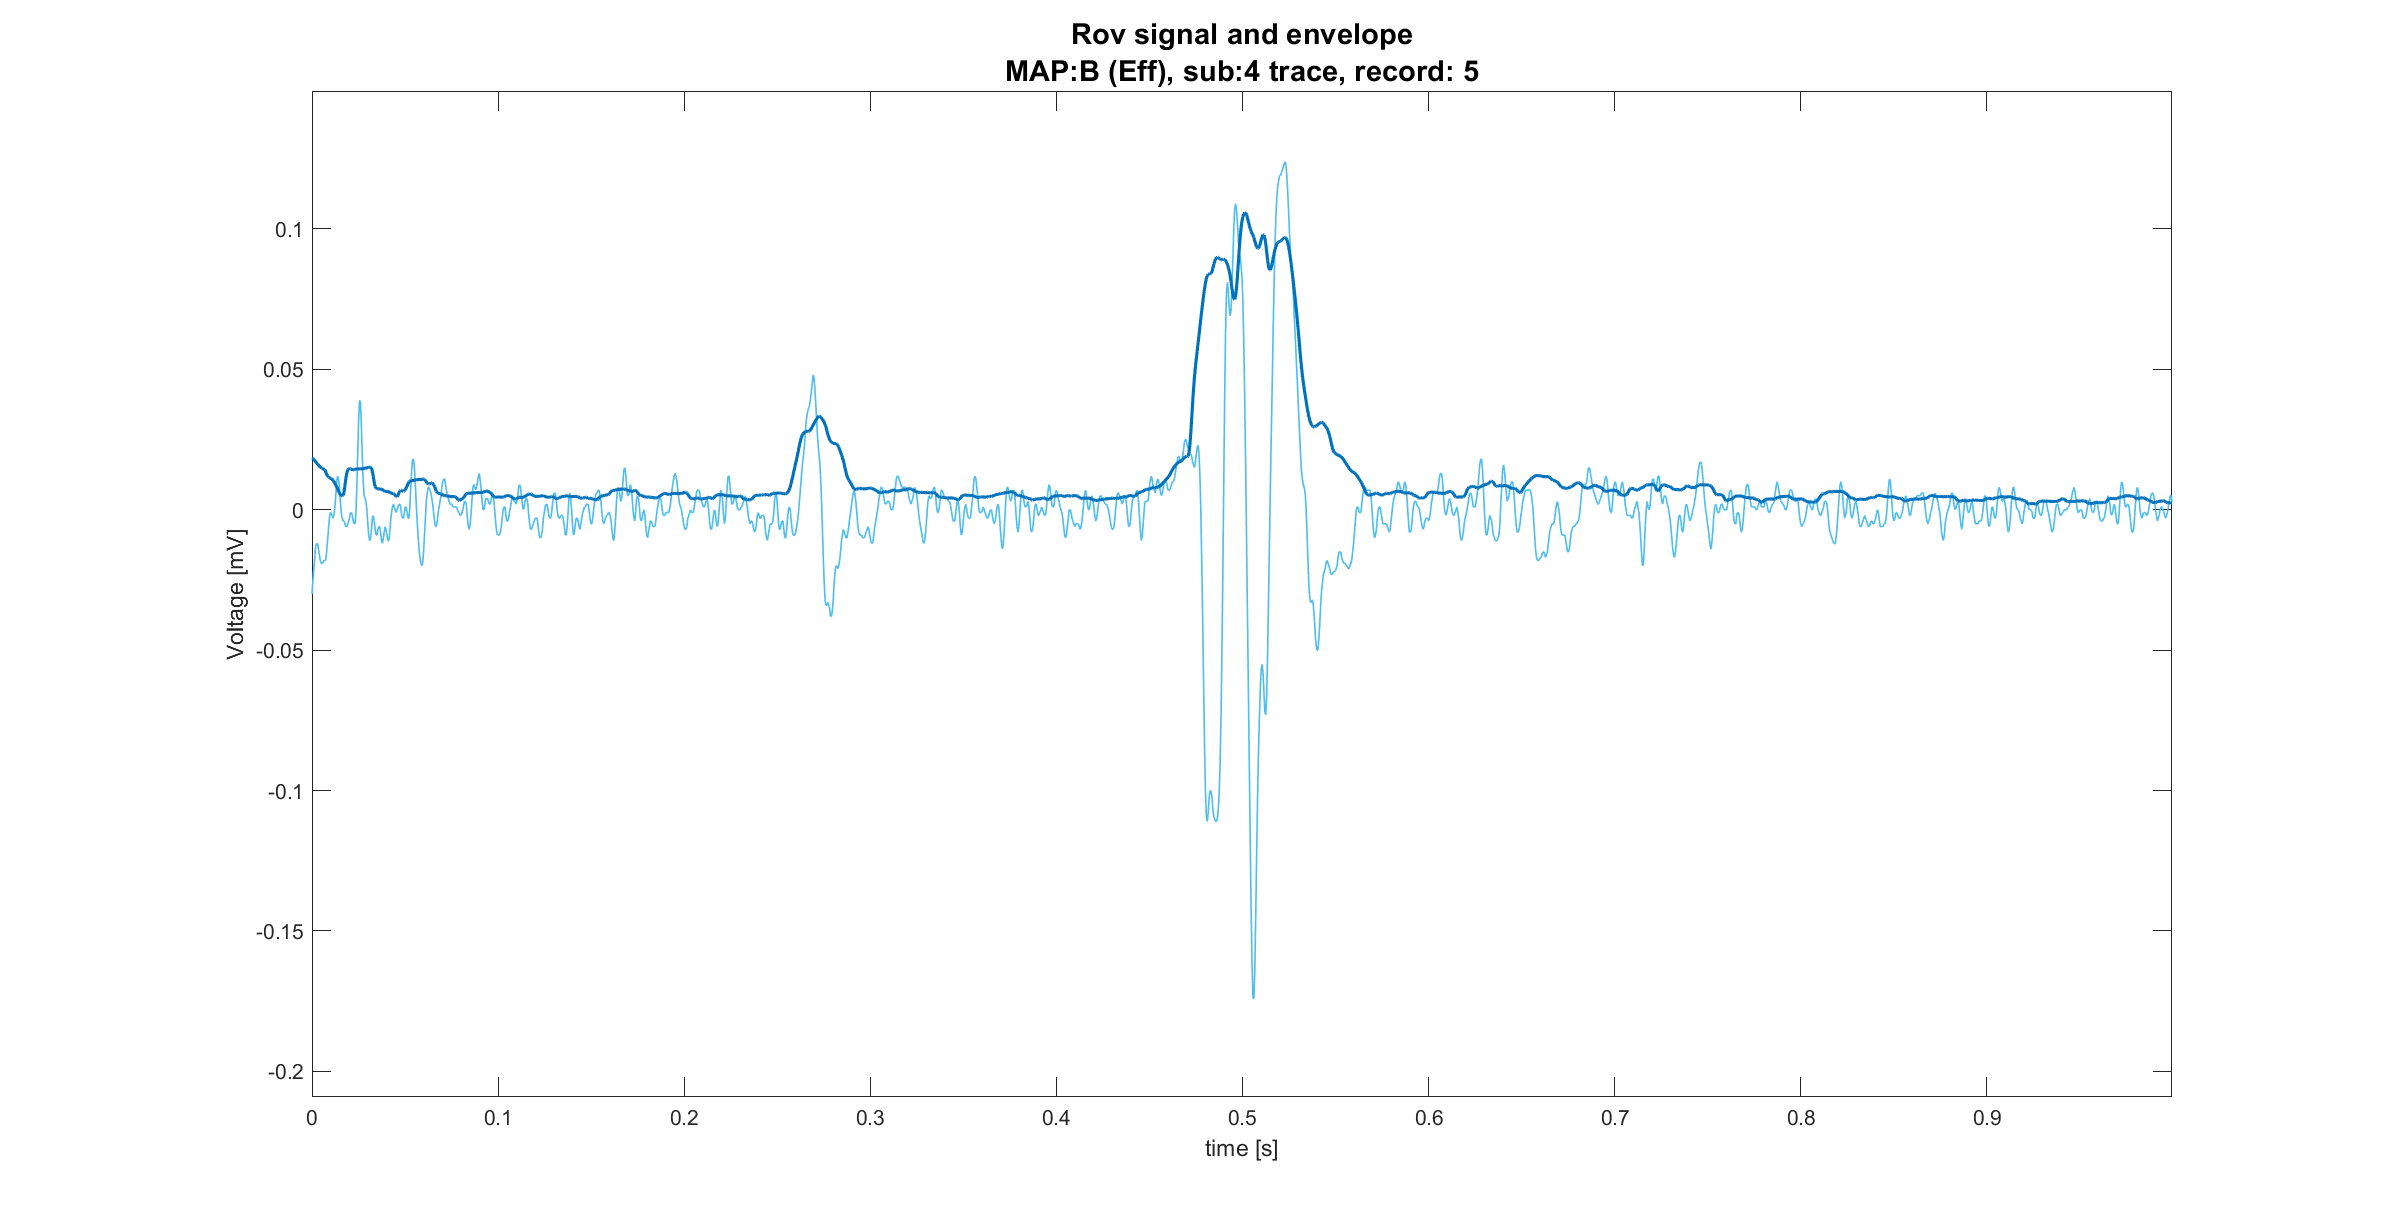 Rov signal and envelope
MAP:B (Eff), sub:4 trace, record: 5
0.1
0.05
0
-0.05
-0.1
-0.15
-0.2
Voltage [mV]
0 0.1 0.2 0.3 0.4 0.5 0.6 0.7 0.8 0.9
time [s]